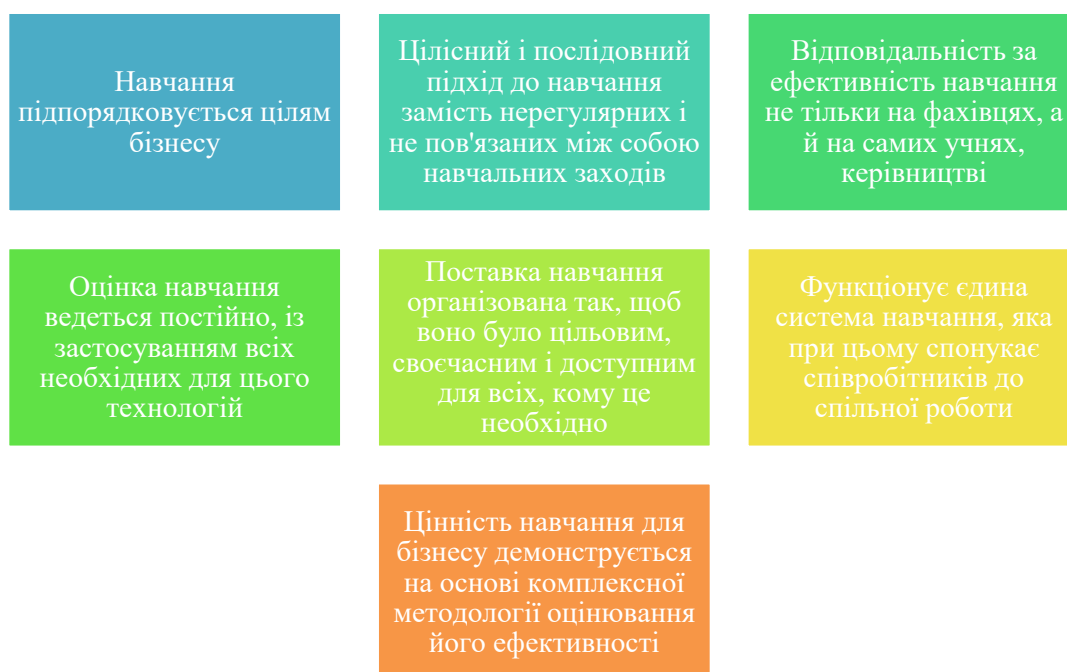 Навчання
підпорядковується цілям
бізнесу
Цілісний і послідовний
підхід до навчання
замість нерегулярних і
не пов'язаних між собою
навчальних заходів
Відповідальність за
ефективність навчання
не тільки на фахівцях, а
й на самих учнях,
керівництві
Оцінка навчання
ведеться постійно, із
застосуванням всіх
необхідних для цього
технологій
Поставка навчання
організована так, щоб
воно було цільовим,
своєчасним і доступним
для всіх, кому це
необхідно
Функціонує єдина
система навчання, яка
при цьому спонукає
співробітників до
спільної роботи
Цінність навчання для
бізнесу демонструється
на основі комплексної
методології оцінювання
його ефективності